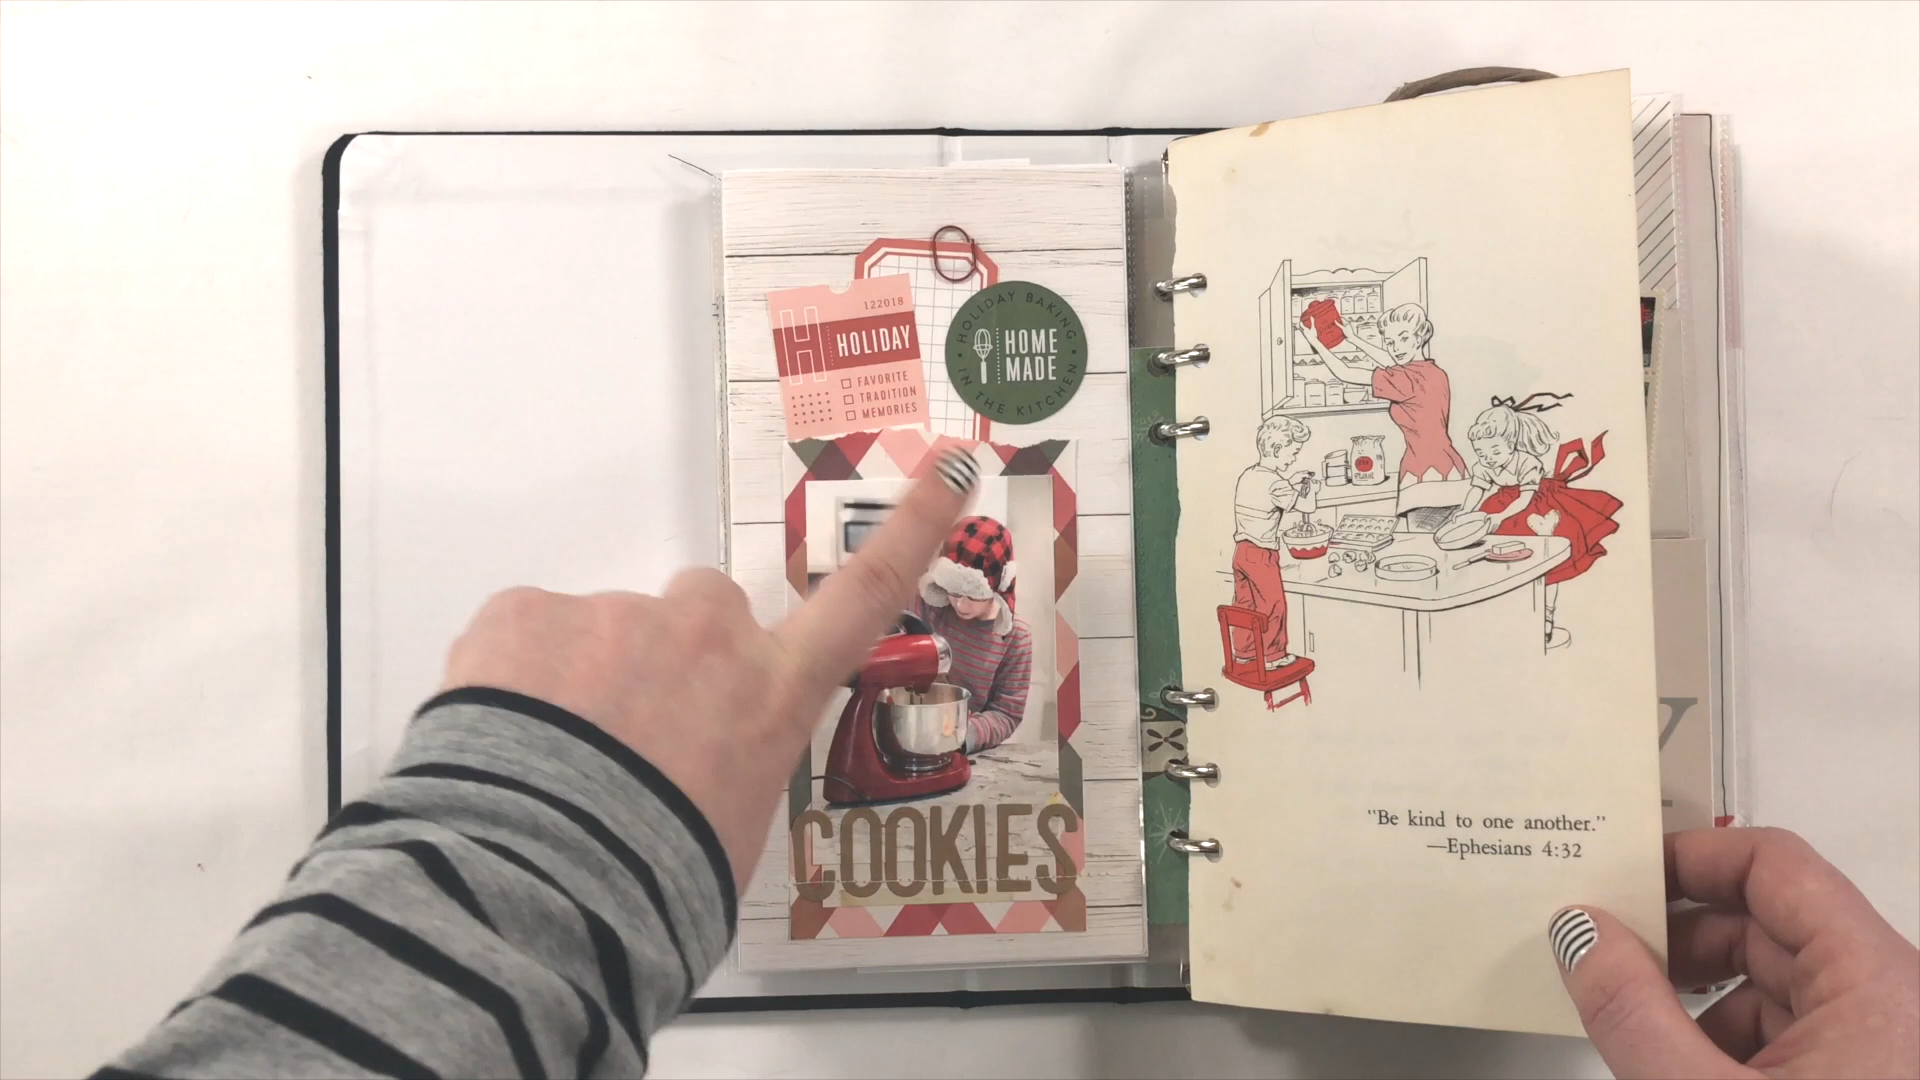 122018
H HOLIDAY
FAVORITE
TRADITION
MEMORIES
HOLIDAY BAKING
HOME
MADE
IN THE KITCHEN
COOKIES
"Be kind to one another."
—Ephesians 4:32
y